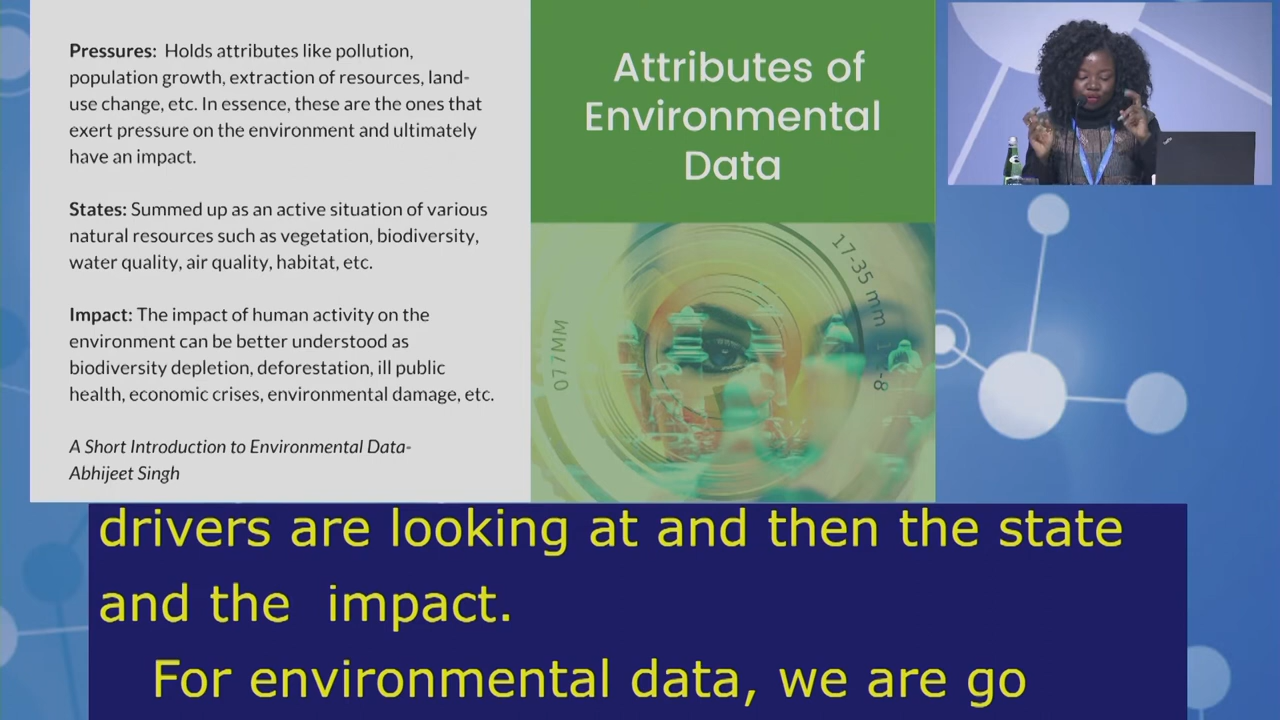 Pressures: Holds attributes like pollution,
population growth, extraction of resources, land-
use change, etc. In essence, these are the ones that
exert pressure on the environment and ultimately
have an impact.
States: Summed up as an active situation of various
natural resources such as vegetation, biodiversity,
water quality, air quality, habitat, etc.
Impact: The impact of human activity on the
environment can be better understood as
biodiversity depletion, deforestation, ill public
health, economic crises, environmental damage, etc.
A Short Introduction to Environmental Data-
Abhijeet Singh
Attributes of
Environmental
Data
17-35 mm
077MM
drivers are looking at and then the state
and the  impact.
For environmental data, we are go